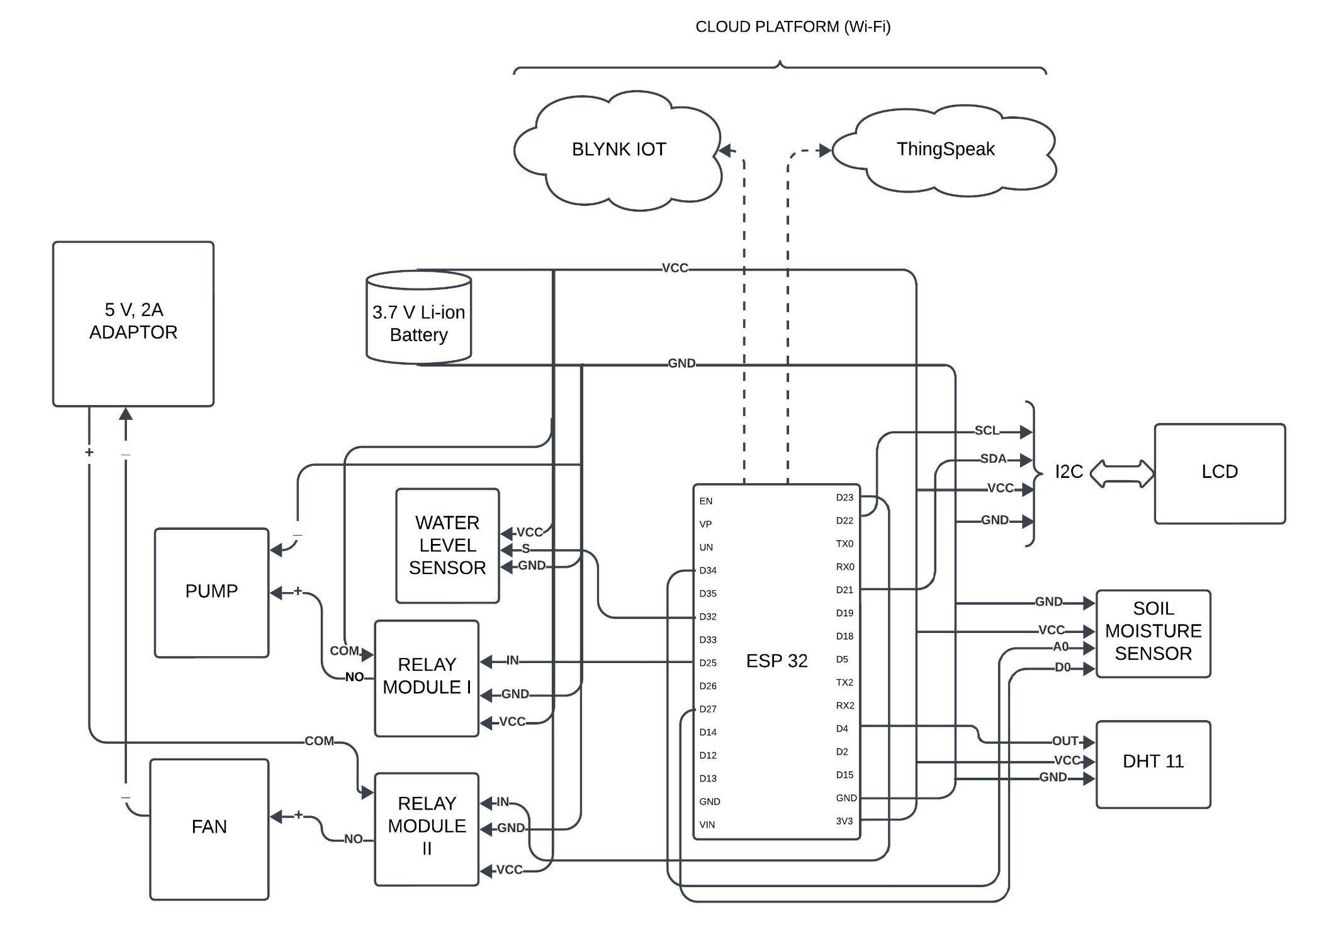 CLOUD PLATFORM (Wi-Fi)
BLYNK IOT
ThingSpeak
5 V, 2A
ADAPTOR
3.7 V Li-ion
Battery
VCC
GND
+
_
SCL
SDA
VCC
GND
I2C
LCD
WATER
LEVEL
SENSOR
VCC
S
GND
_
PUMP
+
COM
NO
RELAY
MODULE I
IN
GND
VCC
ESP 32
EN
VP
UN
D34
D35
D32
D33
D25
D26
D27
D14
D12
D13
GND
VIN
D23
D22
TX0
RX0
D21
D19
D18
D5
TX2
RX2
D4
D2
D15
GND
3V3
GND
VCC
A0
D0
SOIL
MOISTURE
SENSOR
OUT
VCC
GND
DHT 11
COM
_
FAN
+
NO
RELAY
MODULE
II
IN
GND
VCC